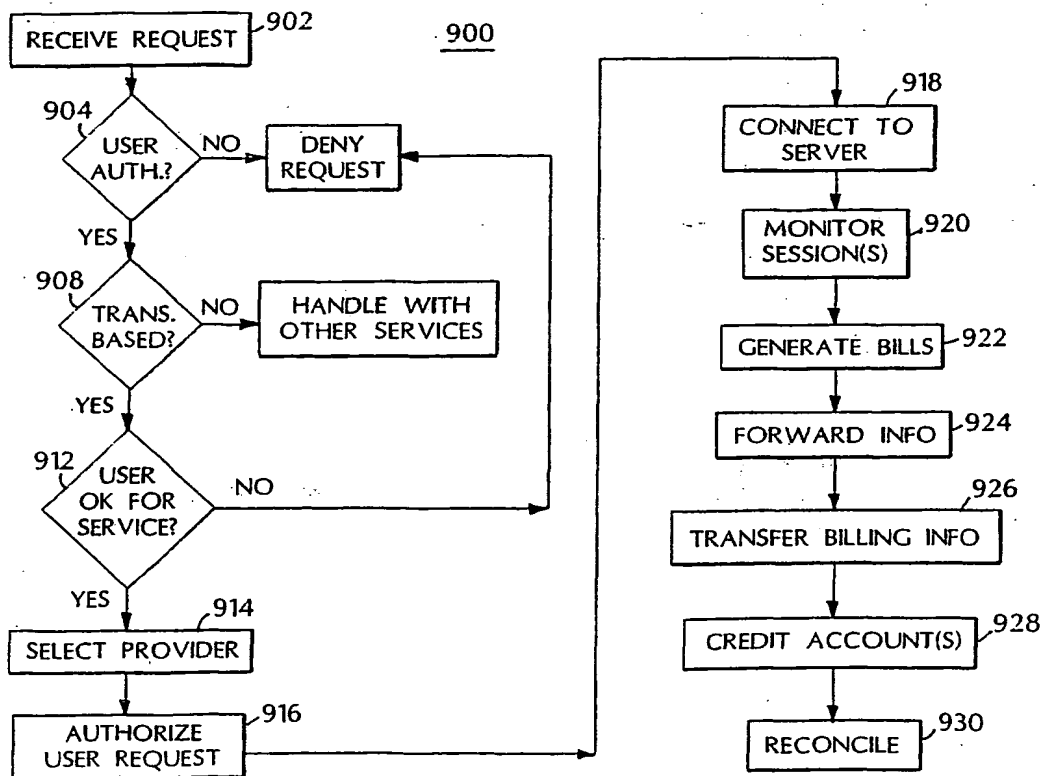 RECEIVE REQUEST
902
900
904
USER
AUTH.?
NO
DENY
REQUEST
YES
908
TRANS.
BASED?
NO
HANDLE WITH
OTHER SERVICES
YES
912
USER
OK FOR
SERVICE?
NO
YES
914
SELECT PROVIDER
916
AUTHORIZE
USER REQUEST
918
CONNECT TO
SERVER
MONITOR
SESSION(S)
920
GENERATE BILLS
922
FORWARD INFO
924
926
TRANSFER BILLING INFO
CREDIT ACCOUNT(S)
928
RECONCILE
930